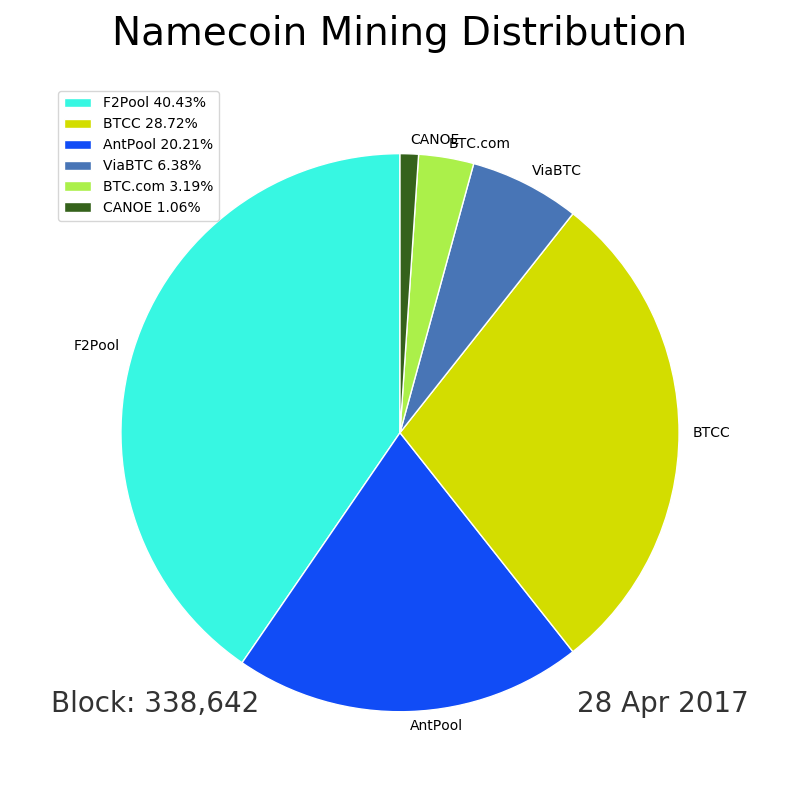 Namecoin Mining Distribution
F2Pool 40.43%
BTCC 28.72%
AntPool 20.21%
ViaBTC 6.38%
BTC.com 3.19%
CANOE 1.06%
CANOE
BTC.com
ViaBTC
F2Pool
BTCC
AntPool
Block: 338,642
28 Apr 2017